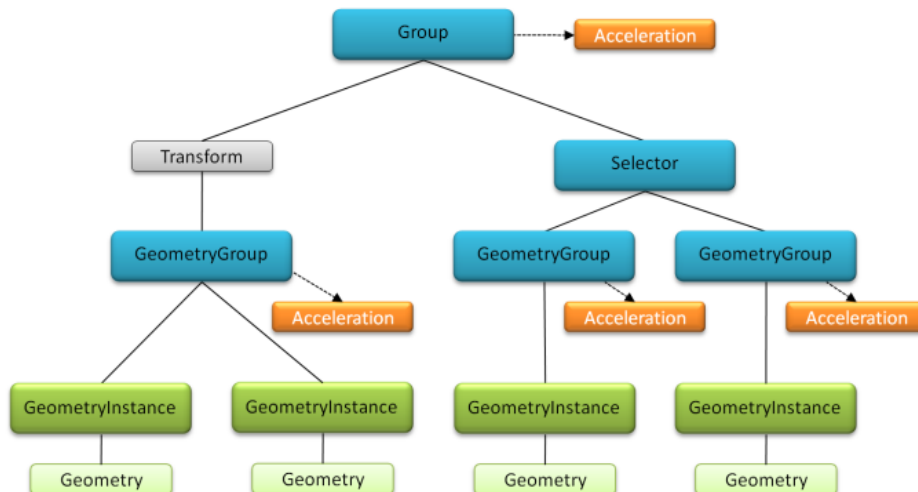 Group
Acceleration
Transform
Selector
GeometryGroup
GeometryGroup
GeometryGroup
Acceleration
Acceleration
Acceleration
GeometryInstance
GeometryInstance
GeometryInstance
GeometryInstance
Geometry
Geometry
Geometry
Geometry